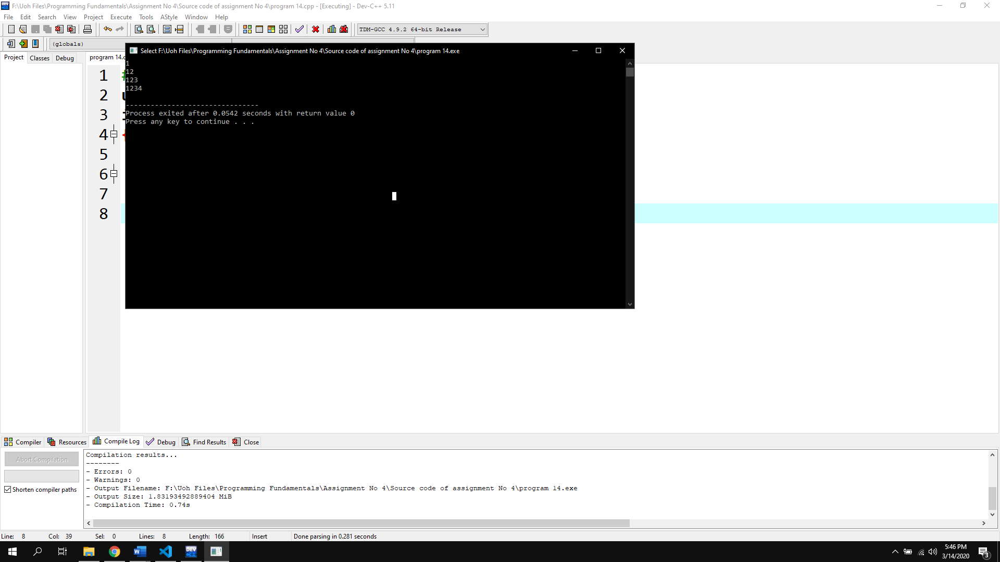 F:\Uoh Files\Programming Fundamentals\Assignment No 4\Source code of assignment No 4\program 14.cpp - [Executing] - Dev-C++ 5.11
File Edit Search View Project Execute Tools AStyle Window Help
TDM-GCC 4.9.2 64-bit Release
(globals)
Project Classes Debug
program 14.c
Select F:\Uoh Files\Programming Fundamentals\Assignment No 4\Source code of assignment No 4\program 14.exe
1
12
123
1234
--------------------------------
Process exited after 0.0542 seconds with return value 0
Press any key to continue . . .
1 #
2 u
3
4 {
5
6
7
8
Compiler Resources Compile Log Debug Find Results Close
Abort Compilation
Shorten compiler paths
Compilation results...
--------
- Errors: 0
- Warnings: 0
- Output Filename: F:\Uoh Files\Programming Fundamentals\Assignment No 4\Source code of assignment No 4\program 14.exe
- Output Size: 1.83193492889404 MiB
- Compilation Time: 0.74s
Line: 8 Col: 39 Sel: 0 Lines: 8 Length: 166 Insert Done parsing in 0.281 seconds
DEV
5:46 PM
3/14/2020
3